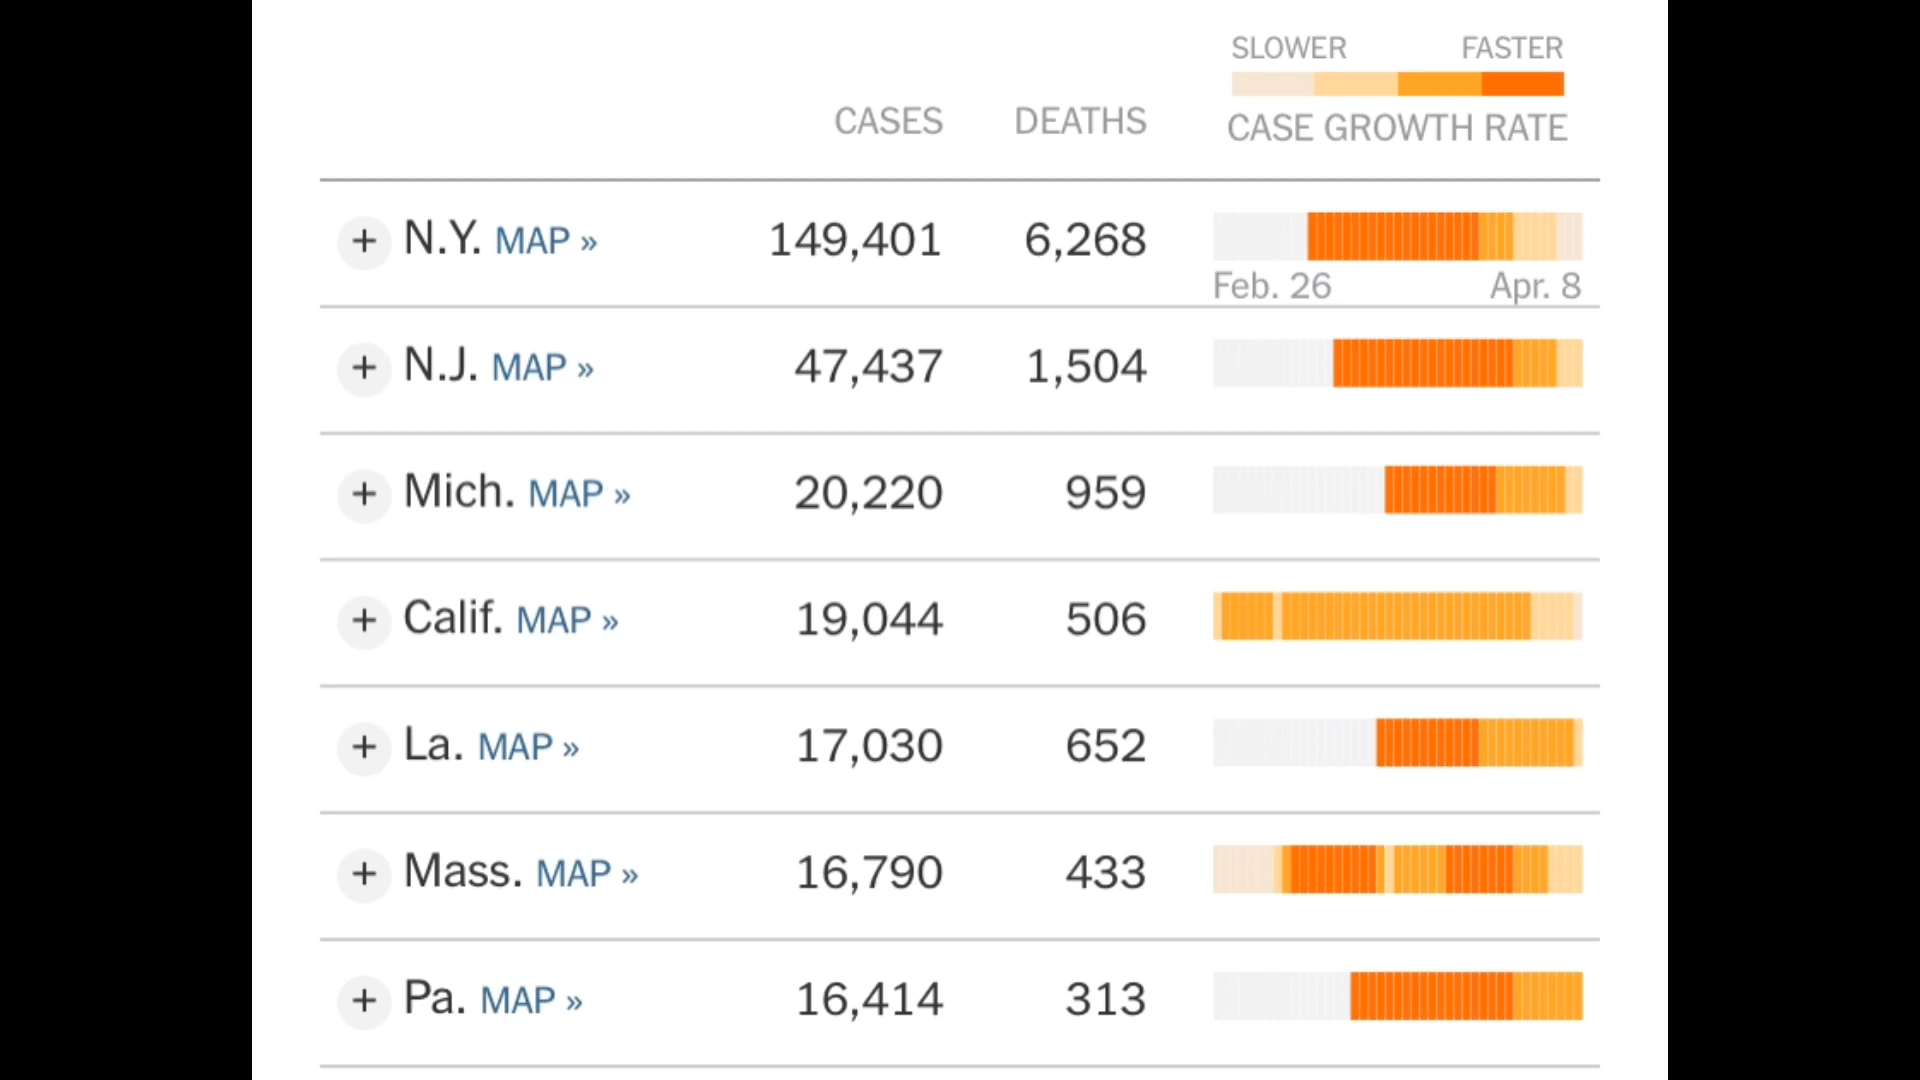 SLOWER FASTER
CASES DEATHS CASE GROWTH RATE
+ N.Y. MAP » 149,401 6,268
Feb. 26 Apr. 8
+ N.J. MAP » 47,437 1,504
+ Mich. MAP » 20,220 959
+ Calif. MAP » 19,044 506
+ La. MAP » 17,030 652
+ Mass. MAP » 16,790 433
+ Pa. MAP » 16,414 313